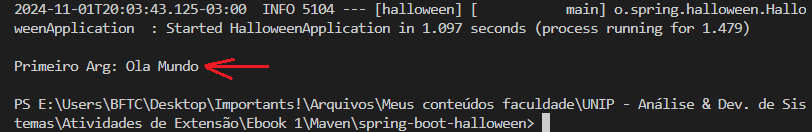 2024-11-01T20:03:43.125-03:00  INFO 5104 --- [halloween] [           main] o.spring.halloween.Hallo
weenApplication  : Started HalloweenApplication in 1.097 seconds (process running for 1.479)
Primeiro Arg: Ola Mundo
PS E:\Users\BFTC\Desktop\Importants!\Arquivos\Meus conteúdos faculdade\UNIP - Análise & Dev. de Sis
temas\Atividades de Extensão\Ebook 1\Maven\spring-boot-halloween>